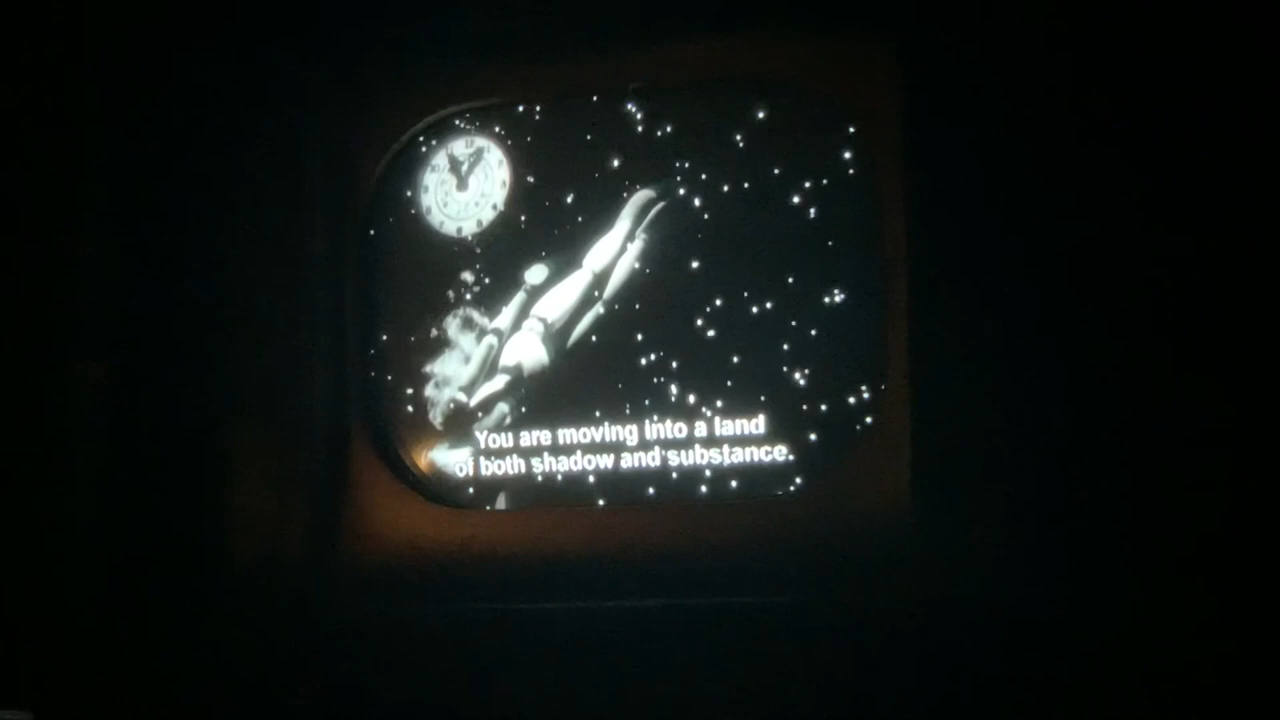 You are moving into a land
of both shadow and substance.